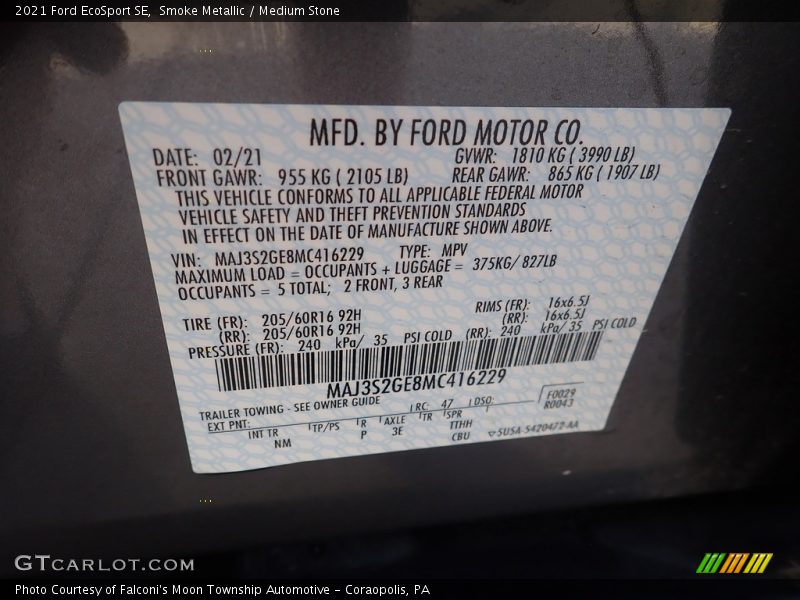 2021 Ford EcoSport SE, Smoke Metallic / Medium Stone
MFD. BY FORD MOTOR CO.
DATE: 02/21 GVWR: 1810 KG ( 3990 LB)
FRONT GAWR: 955 KG ( 2105 LB) REAR GAWR: 865 KG ( 1907 LB)
THIS VEHICLE CONFORMS TO ALL APPLICABLE FEDERAL MOTOR
VEHICLE SAFETY AND THEFT PREVENTION STANDARDS
IN EFFECT ON THE DATE OF MANUFACTURE SHOWN ABOVE.
VIN: MAJ3S2GE8MC416229 TYPE: MPV
MAXIMUM LOAD = OCCUPANTS + LUGGAGE = 375KG/ 827LB
OCCUPANTS = 5 TOTAL; 2 FRONT, 3 REAR
TIRE (FR): 205/60R16 92H RIMS (FR): 16x6.5J
(RR): 205/60R16 92H (RR): 16x6.5J
PRESSURE (FR): 240 kPa/ 35 PSI COLD (RR): 240 kPa/ 35 PSI COLD
MAJ3S2GE8MC416229
TRAILER TOWING - SEE OWNER GUIDE
EXT PNT: RC: 47 DSO: F0029
R0043
INT TR TP/PS R AXLE TR SPR
NM P 3E TTHH
CBU ▽SUSA-5420472-AA
GTCARLOT.COM
Photo Courtesy of Falconi's Moon Township Automotive - Coraopolis, PA